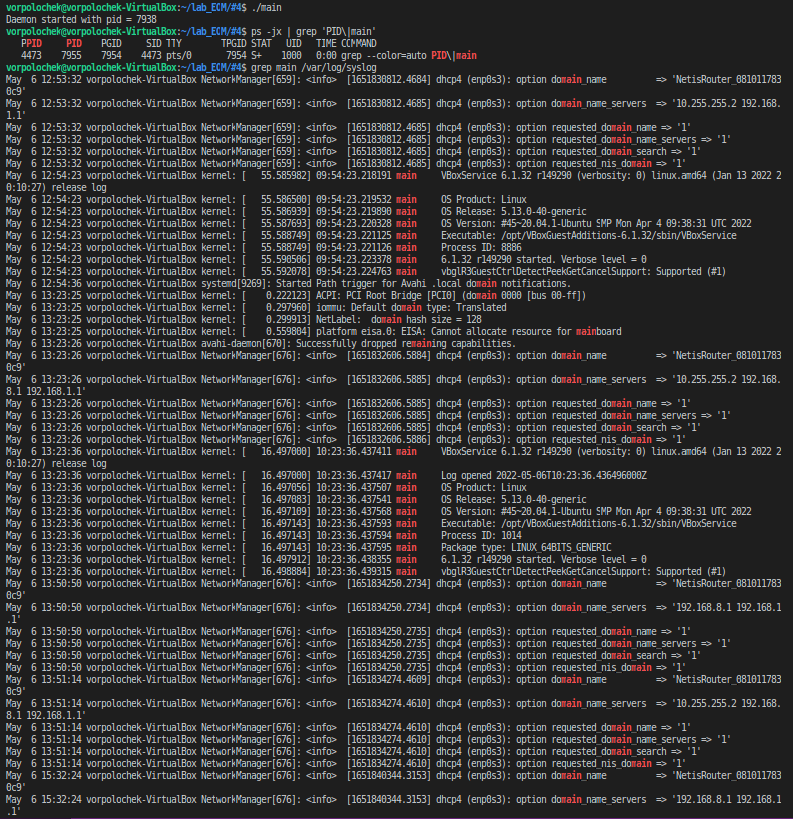 vorpolochek@vorpolochek-VirtualBox:~/lab_ECM/#4$ ./main
Daemon started with pid = 7938
vorpolochek@vorpolochek-VirtualBox:~/lab_ECM/#4$ ps -jx | grep 'PID\|main'
   PPID     PID    PGID     SID TTY        TPGID STAT   UID   TIME COMMAND
   4473    7955    7954    4473 pts/0       7954 S+    1000   0:00 grep --color=auto PID\|main
vorpolochek@vorpolochek-VirtualBox:~/lab_ECM/#4$ grep main /var/log/syslog
May  6 12:53:32 vorpolochek-VirtualBox NetworkManager[659]: <info>  [1651830812.4684] dhcp4 (enp0s3): option domain_name          => 'NetisRouter_081011783
0c9'
May  6 12:53:32 vorpolochek-VirtualBox NetworkManager[659]: <info>  [1651830812.4685] dhcp4 (enp0s3): option domain_name_servers  => '10.255.255.2 192.168.
1.1'
May  6 12:53:32 vorpolochek-VirtualBox NetworkManager[659]: <info>  [1651830812.4685] dhcp4 (enp0s3): option requested_domain_name => '1'
May  6 12:53:32 vorpolochek-VirtualBox NetworkManager[659]: <info>  [1651830812.4685] dhcp4 (enp0s3): option requested_domain_name_servers => '1'
May  6 12:53:32 vorpolochek-VirtualBox NetworkManager[659]: <info>  [1651830812.4685] dhcp4 (enp0s3): option requested_domain_search => '1'
May  6 12:53:32 vorpolochek-VirtualBox NetworkManager[659]: <info>  [1651830812.4685] dhcp4 (enp0s3): option requested_nis_domain => '1'
May  6 12:54:23 vorpolochek-VirtualBox kernel: [   55.585982] 09:54:23.218191 main     VBoxService 6.1.32 r149290 (verbosity: 0) linux.amd64 (Jan 13 2022 2
0:10:27) release log
May  6 12:54:23 vorpolochek-VirtualBox kernel: [   55.586500] 09:54:23.219532 main     OS Product: Linux
May  6 12:54:23 vorpolochek-VirtualBox kernel: [   55.586939] 09:54:23.219890 main     OS Release: 5.13.0-40-generic
May  6 12:54:23 vorpolochek-VirtualBox kernel: [   55.587693] 09:54:23.220328 main     OS Version: #45~20.04.1-Ubuntu SMP Mon Apr 4 09:38:31 UTC 2022
May  6 12:54:23 vorpolochek-VirtualBox kernel: [   55.588749] 09:54:23.221125 main     Executable: /opt/VBoxGuestAdditions-6.1.32/sbin/VBoxService
May  6 12:54:23 vorpolochek-VirtualBox kernel: [   55.588749] 09:54:23.221126 main     Process ID: 8886
May  6 12:54:23 vorpolochek-VirtualBox kernel: [   55.590506] 09:54:23.223378 main     6.1.32 r149290 started. Verbose level = 0
May  6 12:54:23 vorpolochek-VirtualBox kernel: [   55.592078] 09:54:23.224763 main     vbglR3GuestCtrlDetectPeekGetCancelSupport: Supported (#1)
May  6 12:54:36 vorpolochek-VirtualBox systemd[9269]: Started Path trigger for Avahi .local domain notifications.
May  6 13:23:25 vorpolochek-VirtualBox kernel: [    0.222123] ACPI: PCI Root Bridge [PCI0] (domain 0000 [bus 00-ff])
May  6 13:23:25 vorpolochek-VirtualBox kernel: [    0.297960] iommu: Default domain type: Translated
May  6 13:23:25 vorpolochek-VirtualBox kernel: [    0.299913] NetLabel:  domain hash size = 128
May  6 13:23:25 vorpolochek-VirtualBox kernel: [    0.559804] platform eisa.0: EISA: Cannot allocate resource for mainboard
May  6 13:23:26 vorpolochek-VirtualBox avahi-daemon[670]: Successfully dropped remaining capabilities.
May  6 13:23:26 vorpolochek-VirtualBox NetworkManager[676]: <info>  [1651832606.5884] dhcp4 (enp0s3): option domain_name          => 'NetisRouter_081011783
0c9'
May  6 13:23:26 vorpolochek-VirtualBox NetworkManager[676]: <info>  [1651832606.5885] dhcp4 (enp0s3): option domain_name_servers  => '10.255.255.2 192.168.
8.1 192.168.1.1'
May  6 13:23:26 vorpolochek-VirtualBox NetworkManager[676]: <info>  [1651832606.5885] dhcp4 (enp0s3): option requested_domain_name => '1'
May  6 13:23:26 vorpolochek-VirtualBox NetworkManager[676]: <info>  [1651832606.5885] dhcp4 (enp0s3): option requested_domain_name_servers => '1'
May  6 13:23:26 vorpolochek-VirtualBox NetworkManager[676]: <info>  [1651832606.5885] dhcp4 (enp0s3): option requested_domain_search => '1'
May  6 13:23:26 vorpolochek-VirtualBox NetworkManager[676]: <info>  [1651832606.5886] dhcp4 (enp0s3): option requested_nis_domain => '1'
May  6 13:23:36 vorpolochek-VirtualBox kernel: [   16.497000] 10:23:36.437411 main     VBoxService 6.1.32 r149290 (verbosity: 0) linux.amd64 (Jan 13 2022 2
0:10:27) release log
May  6 13:23:36 vorpolochek-VirtualBox kernel: [   16.497000] 10:23:36.437417 main     Log opened 2022-05-06T10:23:36.436496000Z
May  6 13:23:36 vorpolochek-VirtualBox kernel: [   16.497056] 10:23:36.437507 main     OS Product: Linux
May  6 13:23:36 vorpolochek-VirtualBox kernel: [   16.497083] 10:23:36.437541 main     OS Release: 5.13.0-40-generic
May  6 13:23:36 vorpolochek-VirtualBox kernel: [   16.497109] 10:23:36.437568 main     OS Version: #45~20.04.1-Ubuntu SMP Mon Apr 4 09:38:31 UTC 2022
May  6 13:23:36 vorpolochek-VirtualBox kernel: [   16.497143] 10:23:36.437593 main     Executable: /opt/VBoxGuestAdditions-6.1.32/sbin/VBoxService
May  6 13:23:36 vorpolochek-VirtualBox kernel: [   16.497143] 10:23:36.437594 main     Process ID: 1014
May  6 13:23:36 vorpolochek-VirtualBox kernel: [   16.497143] 10:23:36.437595 main     Package type: LINUX_64BITS_GENERIC
May  6 13:23:36 vorpolochek-VirtualBox kernel: [   16.497912] 10:23:36.438355 main     6.1.32 r149290 started. Verbose level = 0
May  6 13:23:36 vorpolochek-VirtualBox kernel: [   16.498884] 10:23:36.439315 main     vbglR3GuestCtrlDetectPeekGetCancelSupport: Supported (#1)
May  6 13:50:50 vorpolochek-VirtualBox NetworkManager[676]: <info>  [1651834250.2734] dhcp4 (enp0s3): option domain_name          => 'NetisRouter_081011783
0c9'
May  6 13:50:50 vorpolochek-VirtualBox NetworkManager[676]: <info>  [1651834250.2734] dhcp4 (enp0s3): option domain_name_servers  => '192.168.8.1 192.168.1
.1'
May  6 13:50:50 vorpolochek-VirtualBox NetworkManager[676]: <info>  [1651834250.2735] dhcp4 (enp0s3): option requested_domain_name => '1'
May  6 13:50:50 vorpolochek-VirtualBox NetworkManager[676]: <info>  [1651834250.2735] dhcp4 (enp0s3): option requested_domain_name_servers => '1'
May  6 13:50:50 vorpolochek-VirtualBox NetworkManager[676]: <info>  [1651834250.2735] dhcp4 (enp0s3): option requested_domain_search => '1'
May  6 13:50:50 vorpolochek-VirtualBox NetworkManager[676]: <info>  [1651834250.2735] dhcp4 (enp0s3): option requested_nis_domain => '1'
May  6 13:51:14 vorpolochek-VirtualBox NetworkManager[676]: <info>  [1651834274.4609] dhcp4 (enp0s3): option domain_name          => 'NetisRouter_081011783
0c9'
May  6 13:51:14 vorpolochek-VirtualBox NetworkManager[676]: <info>  [1651834274.4610] dhcp4 (enp0s3): option domain_name_servers  => '10.255.255.2 192.168.
8.1 192.168.1.1'
May  6 13:51:14 vorpolochek-VirtualBox NetworkManager[676]: <info>  [1651834274.4610] dhcp4 (enp0s3): option requested_domain_name => '1'
May  6 13:51:14 vorpolochek-VirtualBox NetworkManager[676]: <info>  [1651834274.4610] dhcp4 (enp0s3): option requested_domain_name_servers => '1'
May  6 13:51:14 vorpolochek-VirtualBox NetworkManager[676]: <info>  [1651834274.4610] dhcp4 (enp0s3): option requested_domain_search => '1'
May  6 13:51:14 vorpolochek-VirtualBox NetworkManager[676]: <info>  [1651834274.4610] dhcp4 (enp0s3): option requested_nis_domain => '1'
May  6 15:32:24 vorpolochek-VirtualBox NetworkManager[676]: <info>  [1651840344.3153] dhcp4 (enp0s3): option domain_name          => 'NetisRouter_081011783
0c9'
May  6 15:32:24 vorpolochek-VirtualBox NetworkManager[676]: <info>  [1651840344.3153] dhcp4 (enp0s3): option domain_name_servers  => '192.168.8.1 192.168.1
.1'